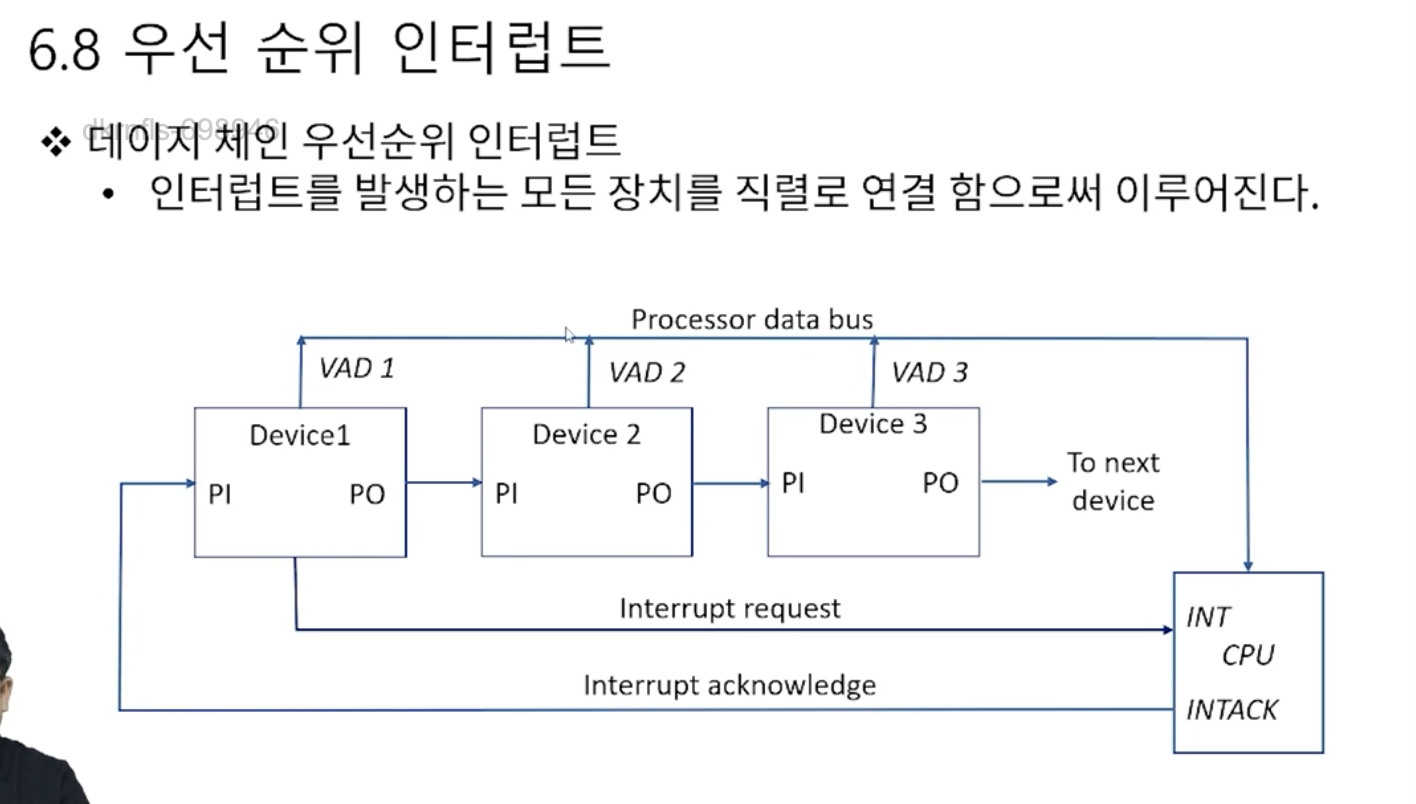 6.8 우선 순위 인터럽트
❖ 데이지 체인 우선순위 인터럽트
• 인터럽트를 발생하는 모든 장치를 직렬로 연결 함으로써 이루어진다.
Processor data bus
VAD 1
VAD 2
VAD 3
Device1
Device 2
Device 3
PI
PO
PI
PO
PI
PO
To next
device
Interrupt request
INT
CPU
Interrupt acknowledge
INTACK